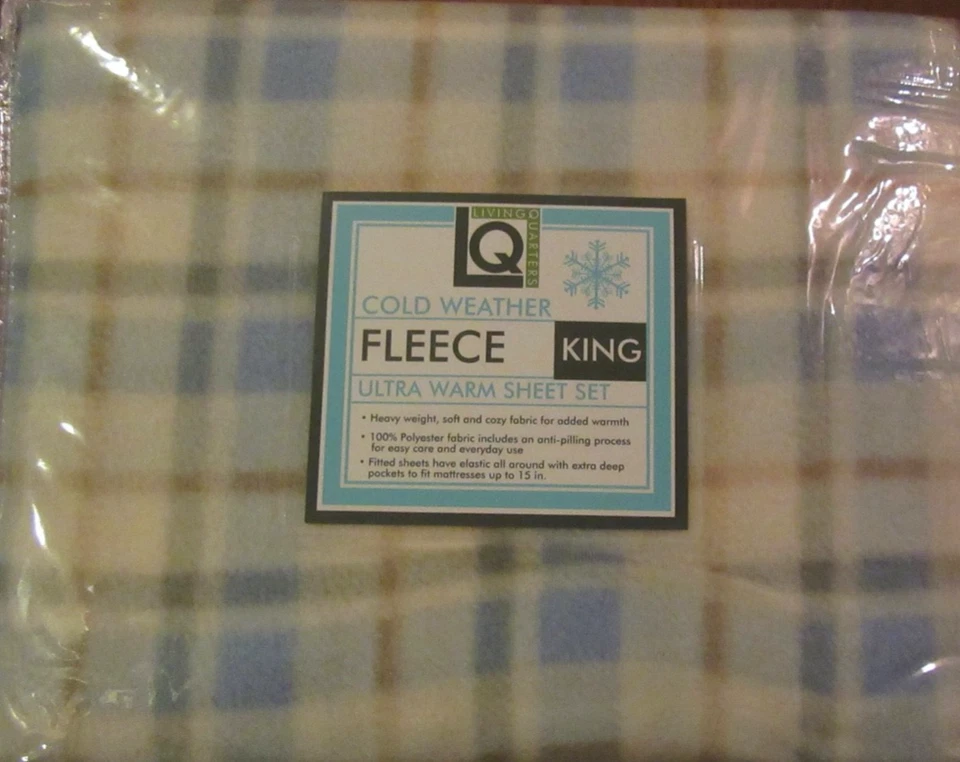 LIVING
QUARTERS
LQ
COLD WEATHER
FLEECE
KING
ULTRA WARM SHEET SET
• Heavy weight, soft and cozy fabric for added warmth
• 100% Polyester fabric includes an anti-pilling process
for easy care and everyday use
• Fitted sheets have elastic all around with extra deep
pockets to fit mattresses up to 15 in.